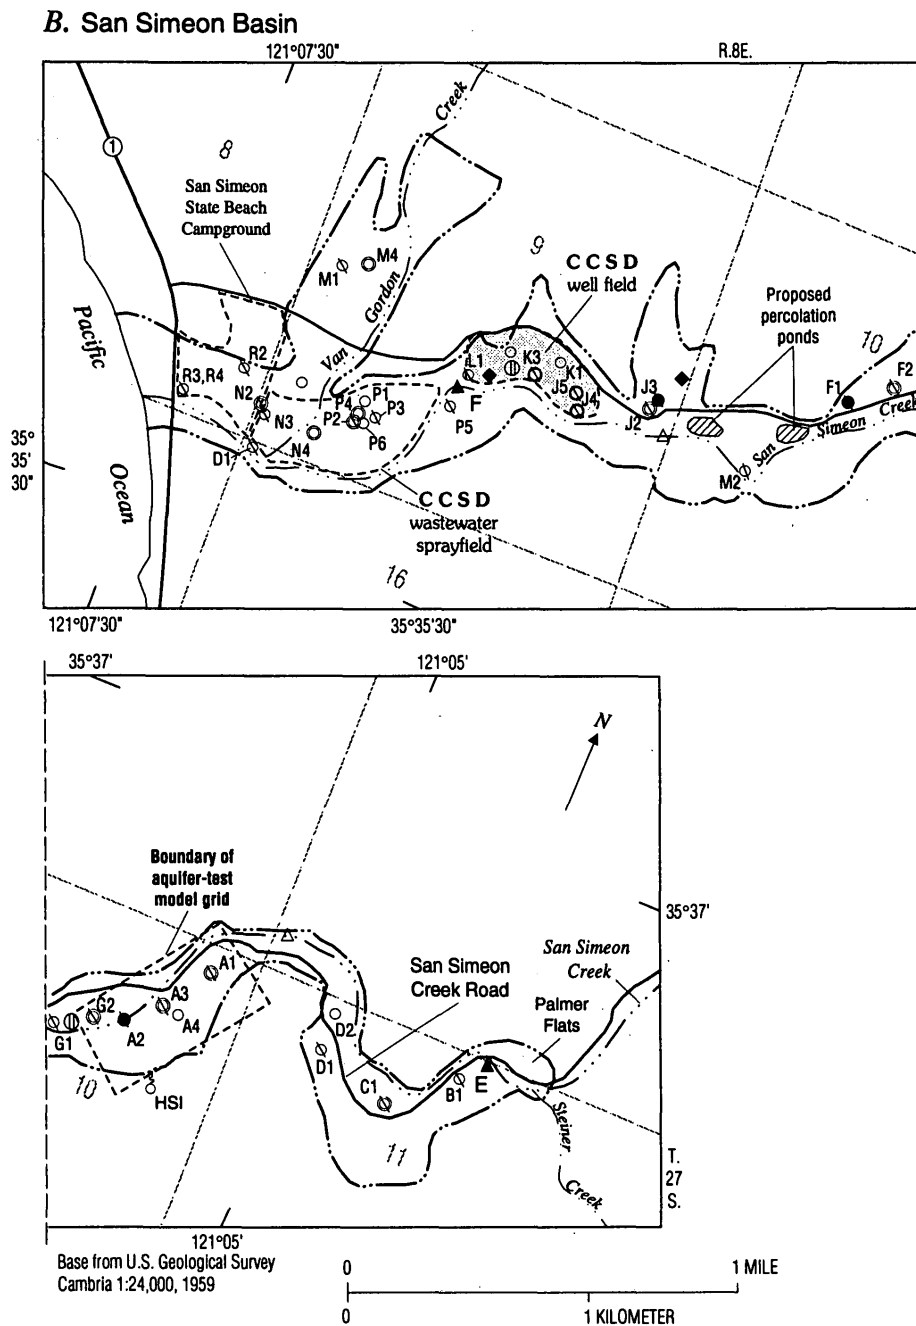 B. San Simeon Basin
121°07'30"
R.8E.
Creek
1
8
San Simeon
State Beach
Campground
M4
M1
Gordon
Van
9
CCSD
well field
Proposed
percolation
ponds
10
Pacific
Ocean
R2
R3, R4
N2
N3
N4
D1
P1
P4
P3
P2
P6
P5
L1
F
K3
K1
J5
J4
J3
J2
F1
F2
San Simeon Creek
M2
35°
35'
30"
CCSD
wastewater
sprayfield
16
121°07'30"
35°35'30"
35°37'
121°05'
N
Boundary of
aquifer-test
model grid
35°37'
San Simeon
Creek
San Simeon
Creek Road
Palmer
Flats
A1
A3
G2
A4
G1
A2
D2
D1
10
HSI
C1
B1
E
Steiner
Creek
11
T.
27
S.
121°05'
Base from U.S. Geological Survey
Cambria 1:24,000, 1959
0
1 MILE
0
1 KILOMETER